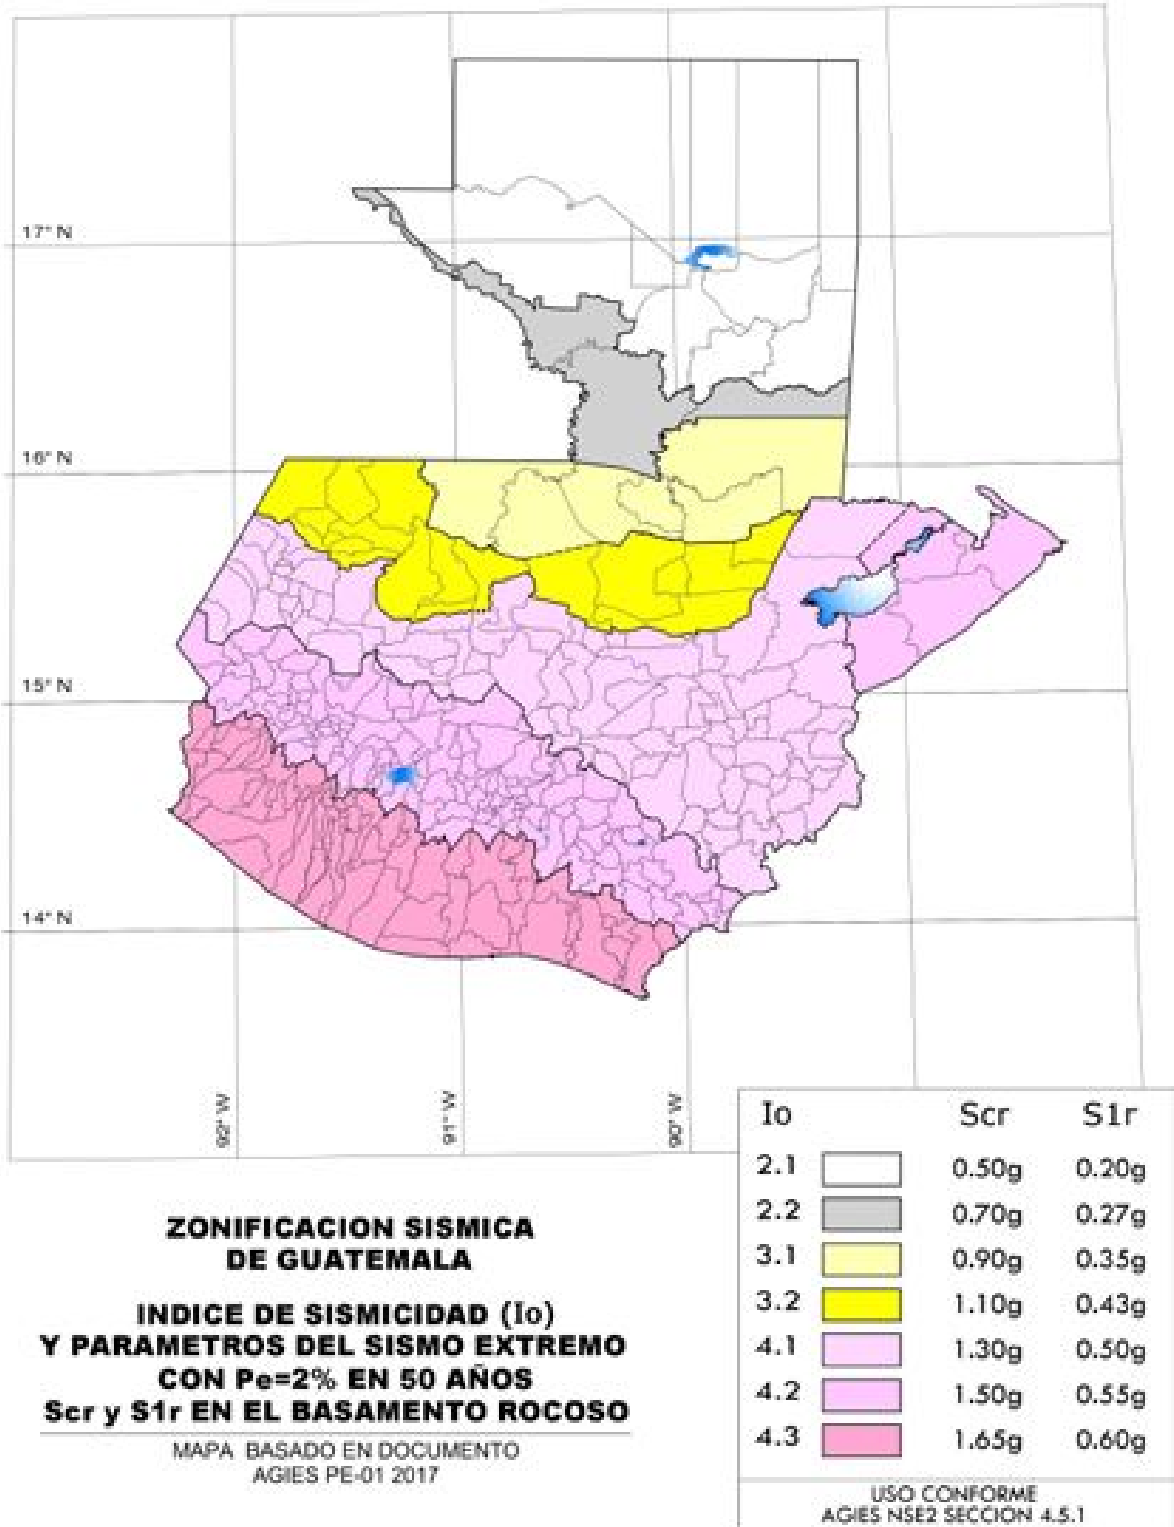 17° N
16° N
15° N
14° N
92° W
91° W
90° W
Io Scr S1r
2.1 0.50g 0.20g
2.2 0.70g 0.27g
3.1 0.90g 0.35g
3.2 1.10g 0.43g
4.1 1.30g 0.50g
4.2 1.50g 0.55g
4.3 1.65g 0.60g
USO CONFORME
AGIES NSE2 SECCION 4.5.1
ZONIFICACION SISMICA
DE GUATEMALA
INDICE DE SISMICIDAD (Io)
Y PARAMETROS DEL SISMO EXTREMO
CON Pe=2% EN 50 AÑOS
Scr y S1r EN EL BASAMENTO ROCOSO
MAPA BASADO EN DOCUMENTO
AGIES PE-01 2017